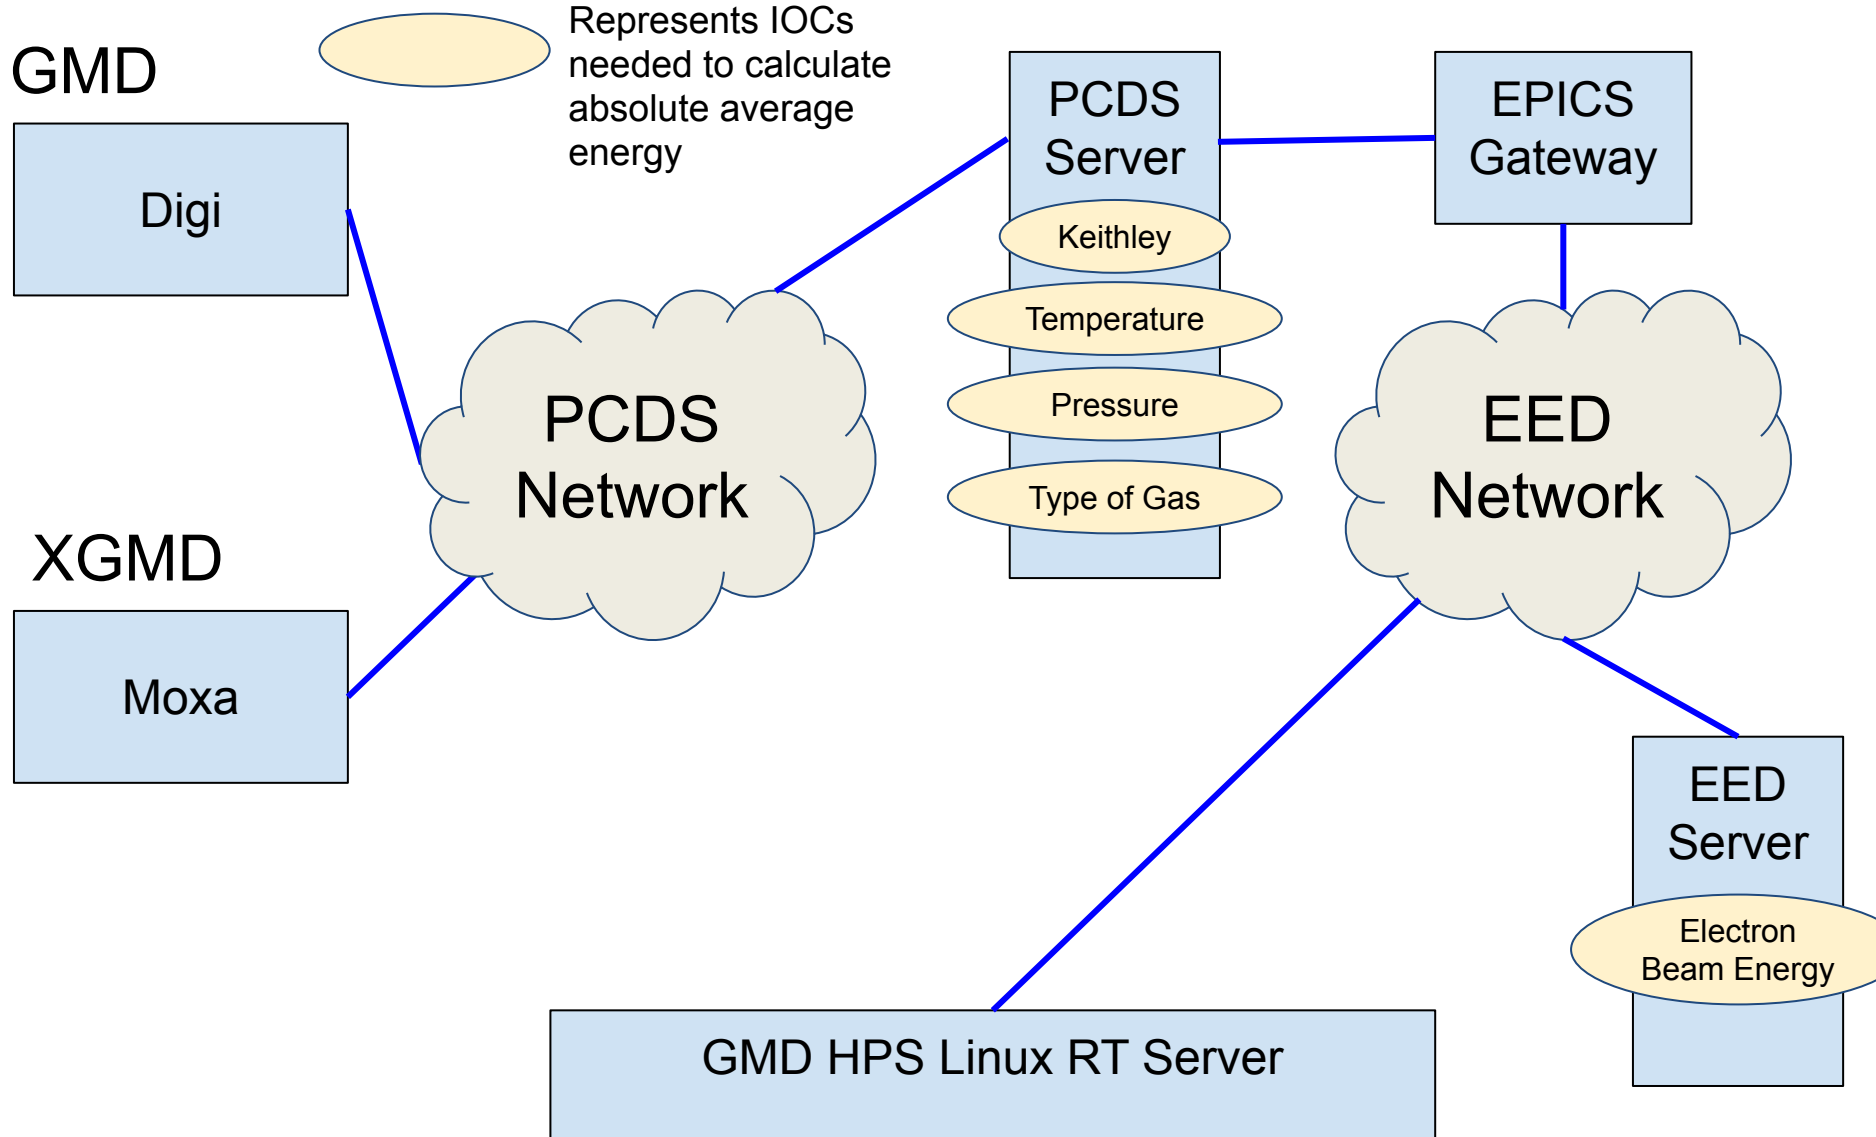 Represents IOCs
needed to calculate
absolute average
energy
GMD
Digi
XGMD
Moxa
PCDS
Network
PCDS
Server
Keithley
Temperature
Pressure
Type of Gas
EPICS
Gateway
EED
Network
EED
Server
Electron
Beam Energy
GMD HPS Linux RT Server